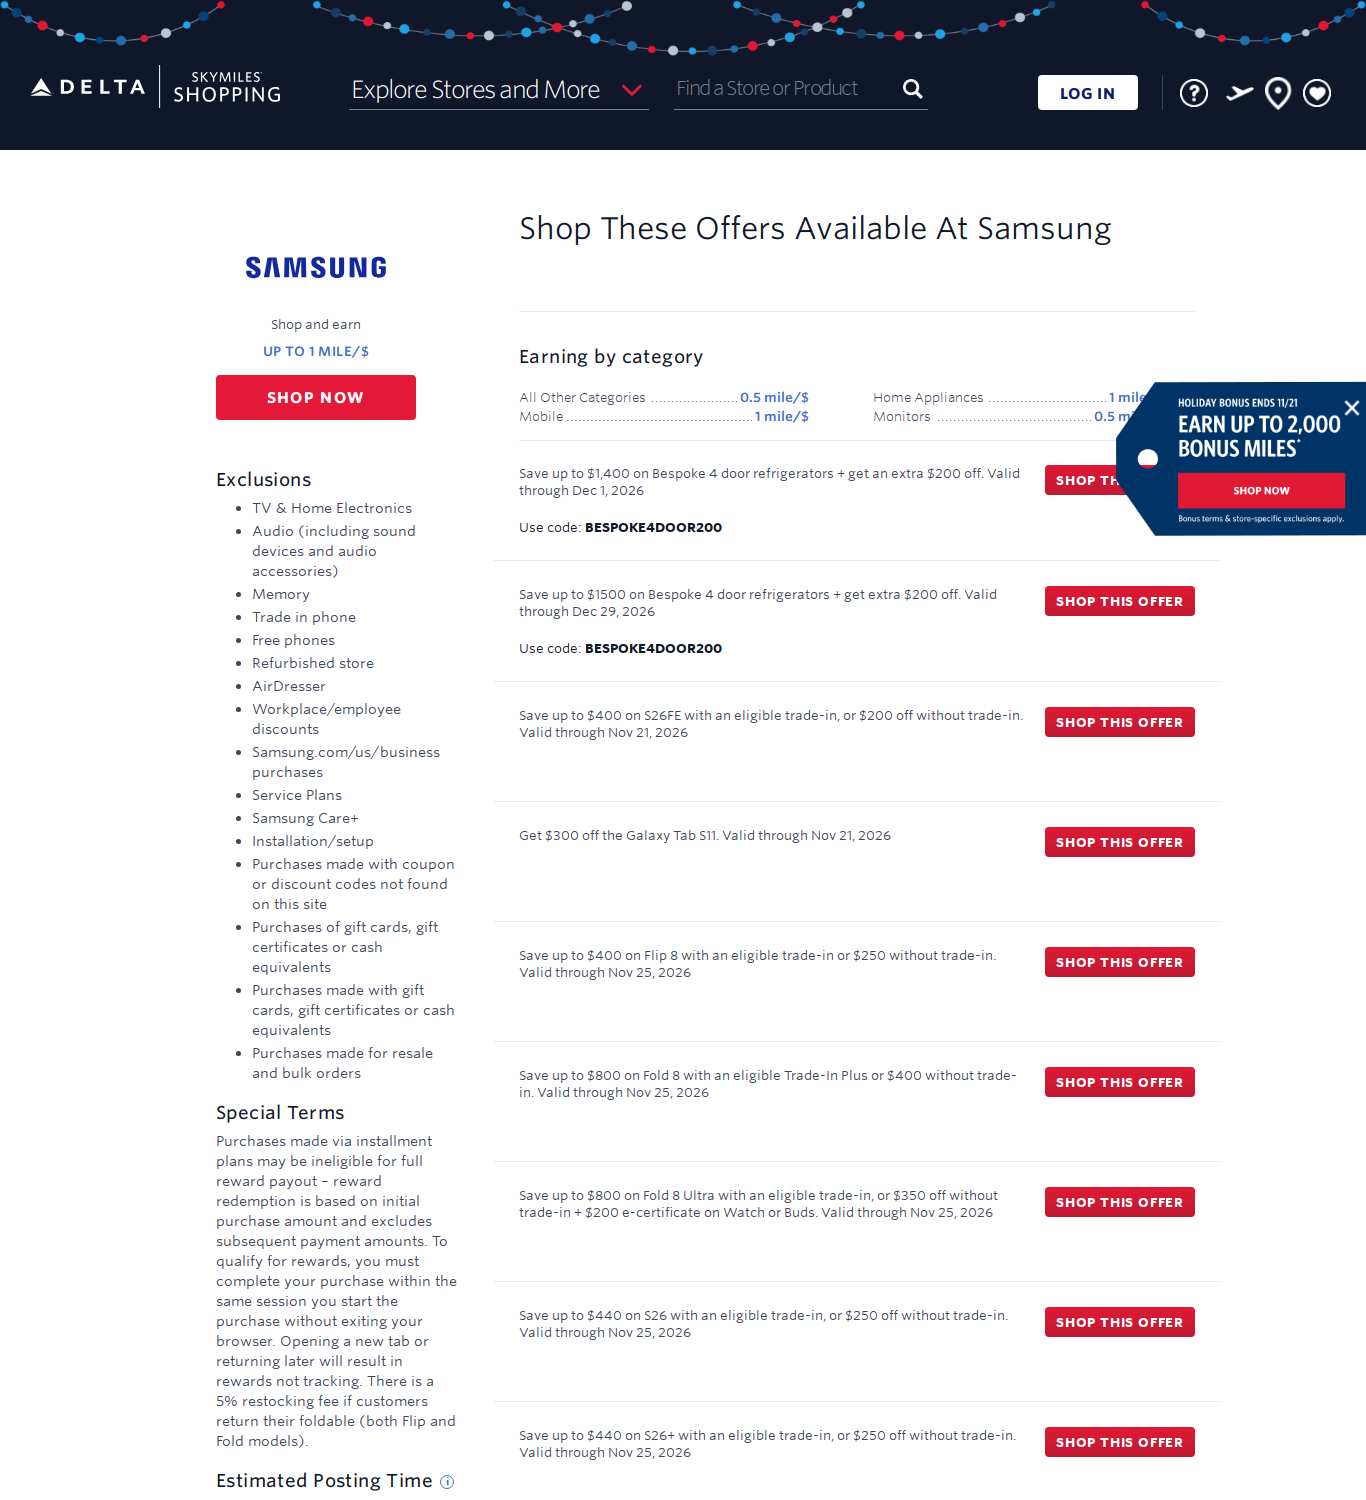 DELTA
SKYMILES
SHOPPING
Explore Stores and More
Find a Store or Product
LOG IN
SAMSUNG
Shop and earn
UP TO 1 MILE/$
SHOP NOW
Exclusions
• TV & Home Electronics
• Audio (including sound
devices and audio
accessories)
• Memory
• Trade in phone
• Free phones
• Refurbished store
• AirDresser
• Workplace/employee
discounts
• Samsung.com/us/business
purchases
• Service Plans
• Samsung Care+
• Installation/setup
• Purchases made with coupon
or discount codes not found
on this site
• Purchases of gift cards, gift
certificates or cash
equivalents
• Purchases made with gift
cards, gift certificates or cash
equivalents
• Purchases made for resale
and bulk orders
Special Terms
Purchases made via installment
plans may be ineligible for full
reward payout – reward
redemption is based on initial
purchase amount and excludes
subsequent payment amounts. To
qualify for rewards, you must
complete your purchase within the
same session you start the
purchase without exiting your
browser. Opening a new tab or
returning later will result in
rewards not tracking. There is a
5% restocking fee if customers
return their foldable (both Flip and
Fold models).
Estimated Posting Time
Shop These Offers Available At Samsung
Earning by category
All Other Categories 0.5 mile/$
Mobile 1 mile/$
Home Appliances 1 mile
Monitors 0.5
Save up to $1,400 on Bespoke 4 door refrigerators + get an extra $200 off. Valid
through Dec 1, 2026
Use code: BESPOKE4DOOR200
SHOP
HOLIDAY BONUS ENDS 11/21
EARN UP TO 2,000
BONUS MILES*
SHOP NOW
Bonus terms & store-specific exclusions apply.
Save up to $1500 on Bespoke 4 door refrigerators + get extra $200 off. Valid
through Dec 29, 2026
Use code: BESPOKE4DOOR200
SHOP THIS OFFER
Save up to $400 on S26FE with an eligible trade-in, or $200 off without trade-in.
Valid through Nov 21, 2026
SHOP THIS OFFER
Get $300 off the Galaxy Tab S11. Valid through Nov 21, 2026
SHOP THIS OFFER
Save up to $400 on Flip 8 with an eligible trade-in or $250 without trade-in.
Valid through Nov 25, 2026
SHOP THIS OFFER
Save up to $800 on Fold 8 with an eligible Trade-In Plus or $400 without trade-
in. Valid through Nov 25, 2026
SHOP THIS OFFER
Save up to $800 on Fold 8 Ultra with an eligible trade-in, or $350 off without
trade-in + $200 e-certificate on Watch or Buds. Valid through Nov 25, 2026
SHOP THIS OFFER
Save up to $440 on S26 with an eligible trade-in, or $250 off without trade-in.
Valid through Nov 25, 2026
SHOP THIS OFFER
Save up to $440 on S26+ with an eligible trade-in, or $250 off without trade-in.
Valid through Nov 25, 2026
SHOP THIS OFFER